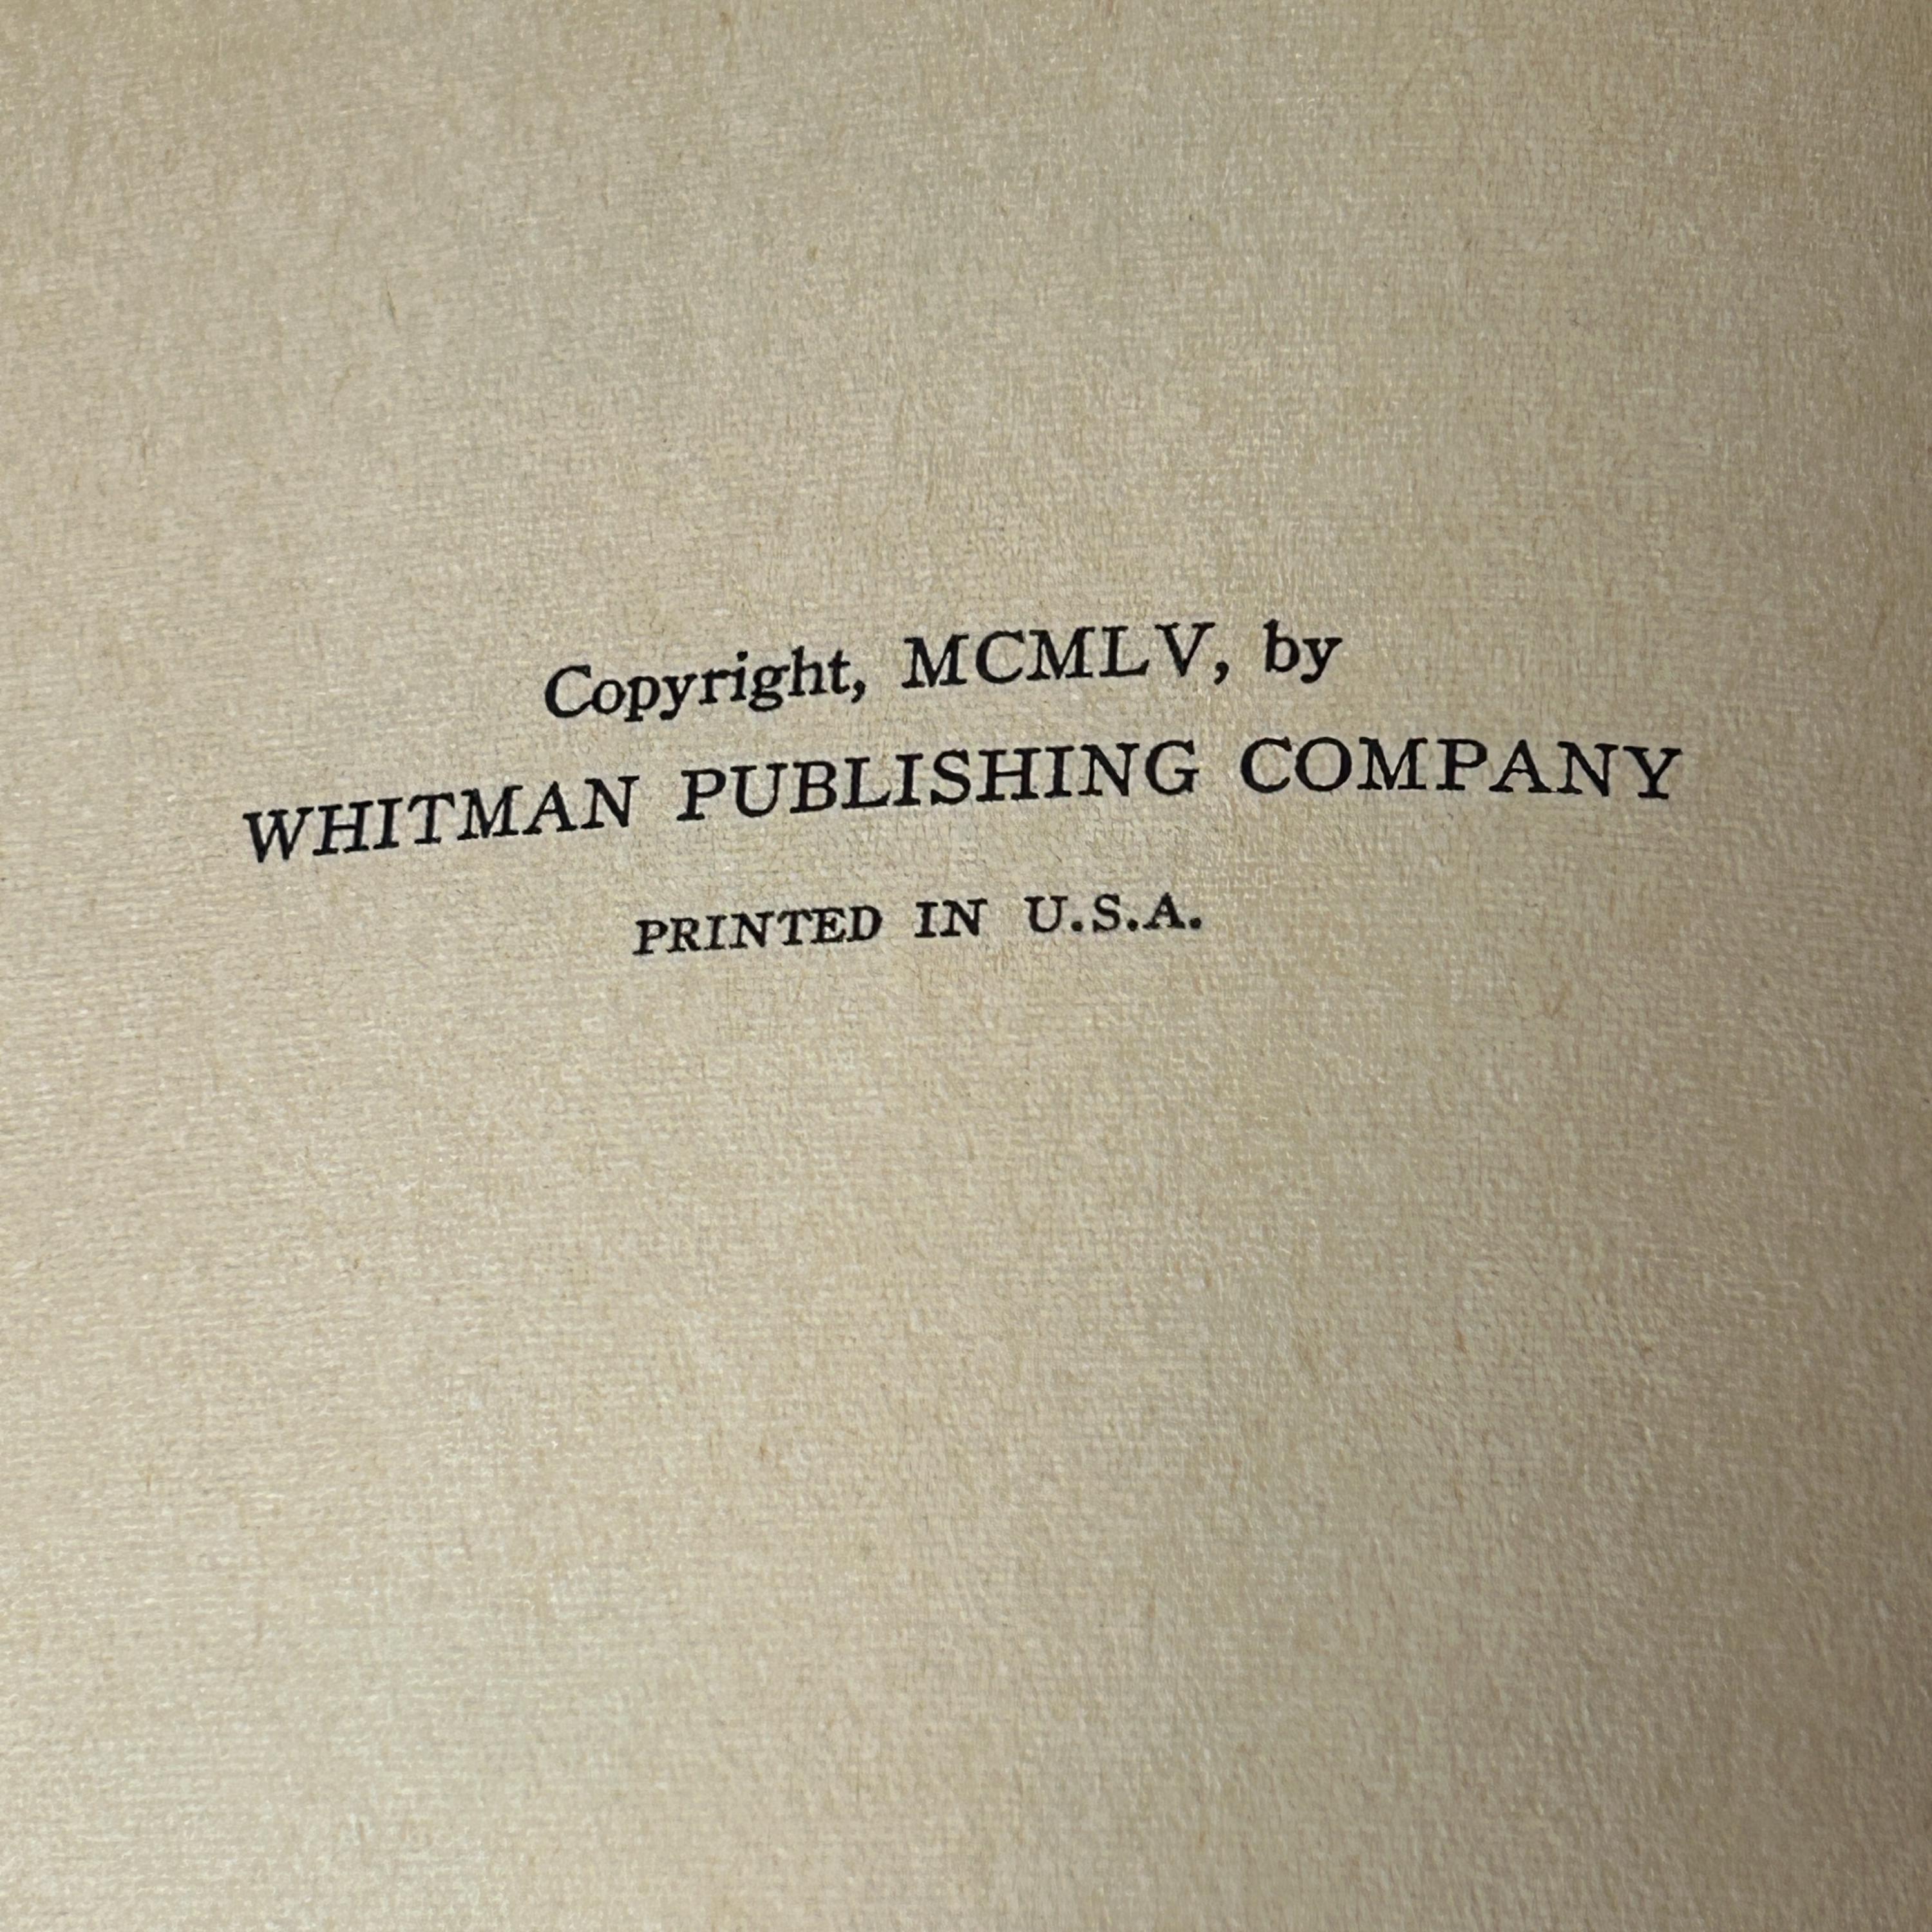 Copyright, MCMLV, by
WHITMAN PUBLISHING COMPANY
PRINTED IN U.S.A.